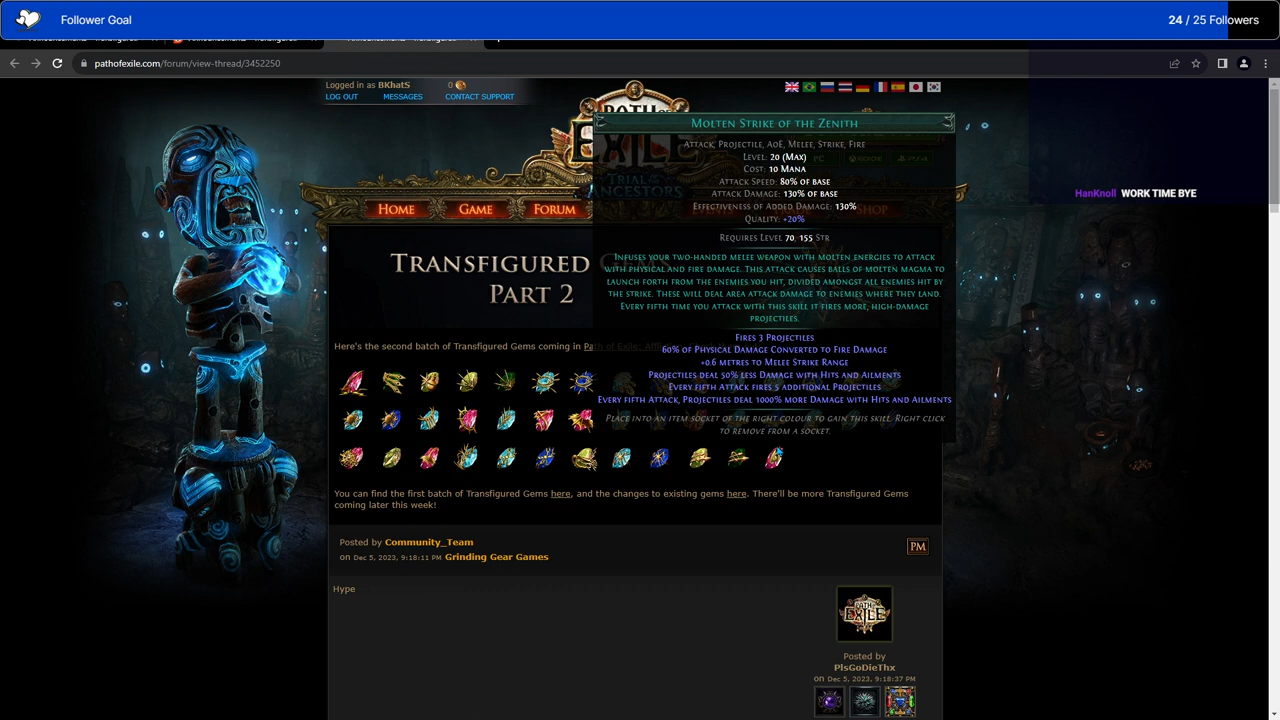 Follower Goal
24 / 25 Followers
pathofexile.com/forum/view-thread/3452250
Logged in as BKhatS 0
LOG OUT MESSAGES CONTACT SUPPORT
Molten Strike of the Zenith
Attack, Projectile, AoE, Melee, Strike, Fire
Level: 20 (Max)
Cost: 10 Mana
Attack Speed: 80% of base
Attack Damage: 130% of base
Effectiveness of Added Damage: 130%
Quality: +20%
Requires Level 70, 155 Str
Infuses your two-handed melee weapon with molten energies to attack
with physical and fire damage. This attack causes balls of molten magma to
launch forth from the enemies you hit, divided amongst all enemies hit by
the strike. These will deal area attack damage to enemies where they land.
Every fifth time you attack with this skill it fires more, high-damage
projectiles.
Fires 3 Projectiles
60% of Physical Damage Converted to Fire Damage
+0.6 metres to Melee Strike Range
Projectiles deal 50% less Damage with Hits and Ailments
Every fifth Attack fires 5 additional Projectiles
Every fifth Attack, Projectiles deal 1000% more Damage with Hits and Ailments
Place into an item socket of the right colour to gain this skill. Right click
to remove from a socket.
HanKnoll WORK TIME BYE
Home Game Forum
Transfigured
Part 2
Here's the second batch of Transfigured Gems coming in Path of Exile:
You can find the first batch of Transfigured Gems here, and the changes to existing gems here. There'll be more Transfigured Gems
coming later this week!
Posted by Community_Team
on Dec 5, 2023, 9:18:11 PM Grinding Gear Games
PM
Hype
Posted by
PlsGoDieThx
on Dec 5, 2023, 9:18:37 PM